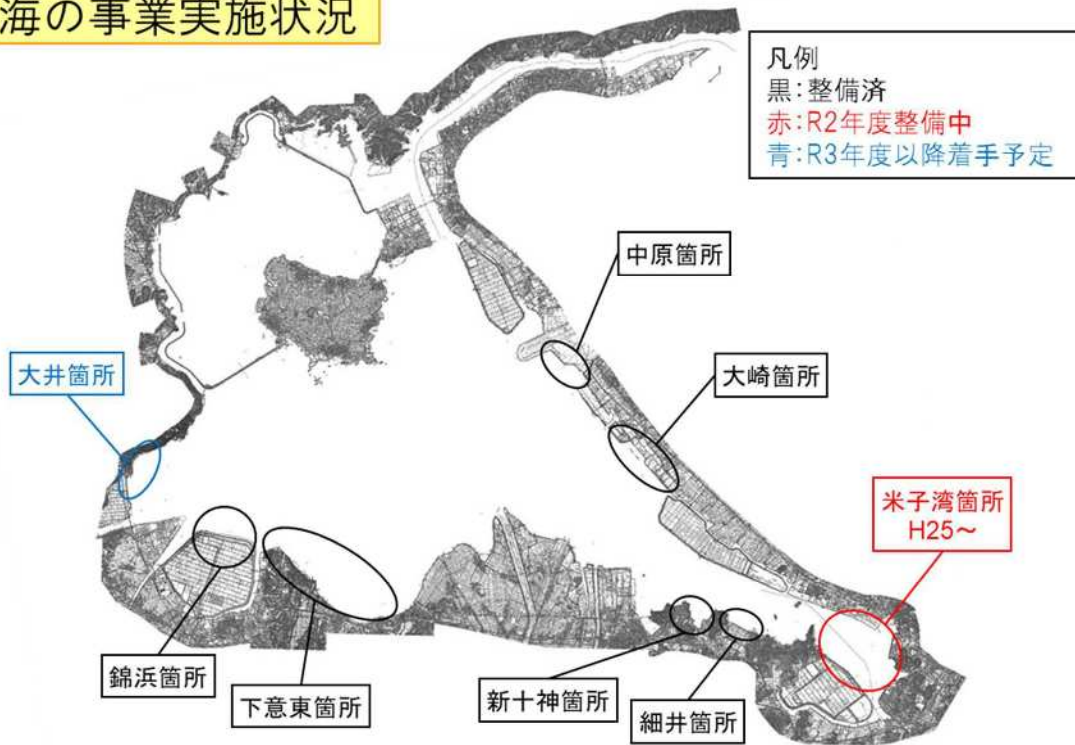 海の事業実施状況
凡例
黒:整備済
赤:R2年度整備中
青:R3年度以降着手予定
中原箇所
大井箇所
大崎箇所
米子湾箇所
H25～
錦浜箇所
下意東箇所
新十神箇所
細井箇所